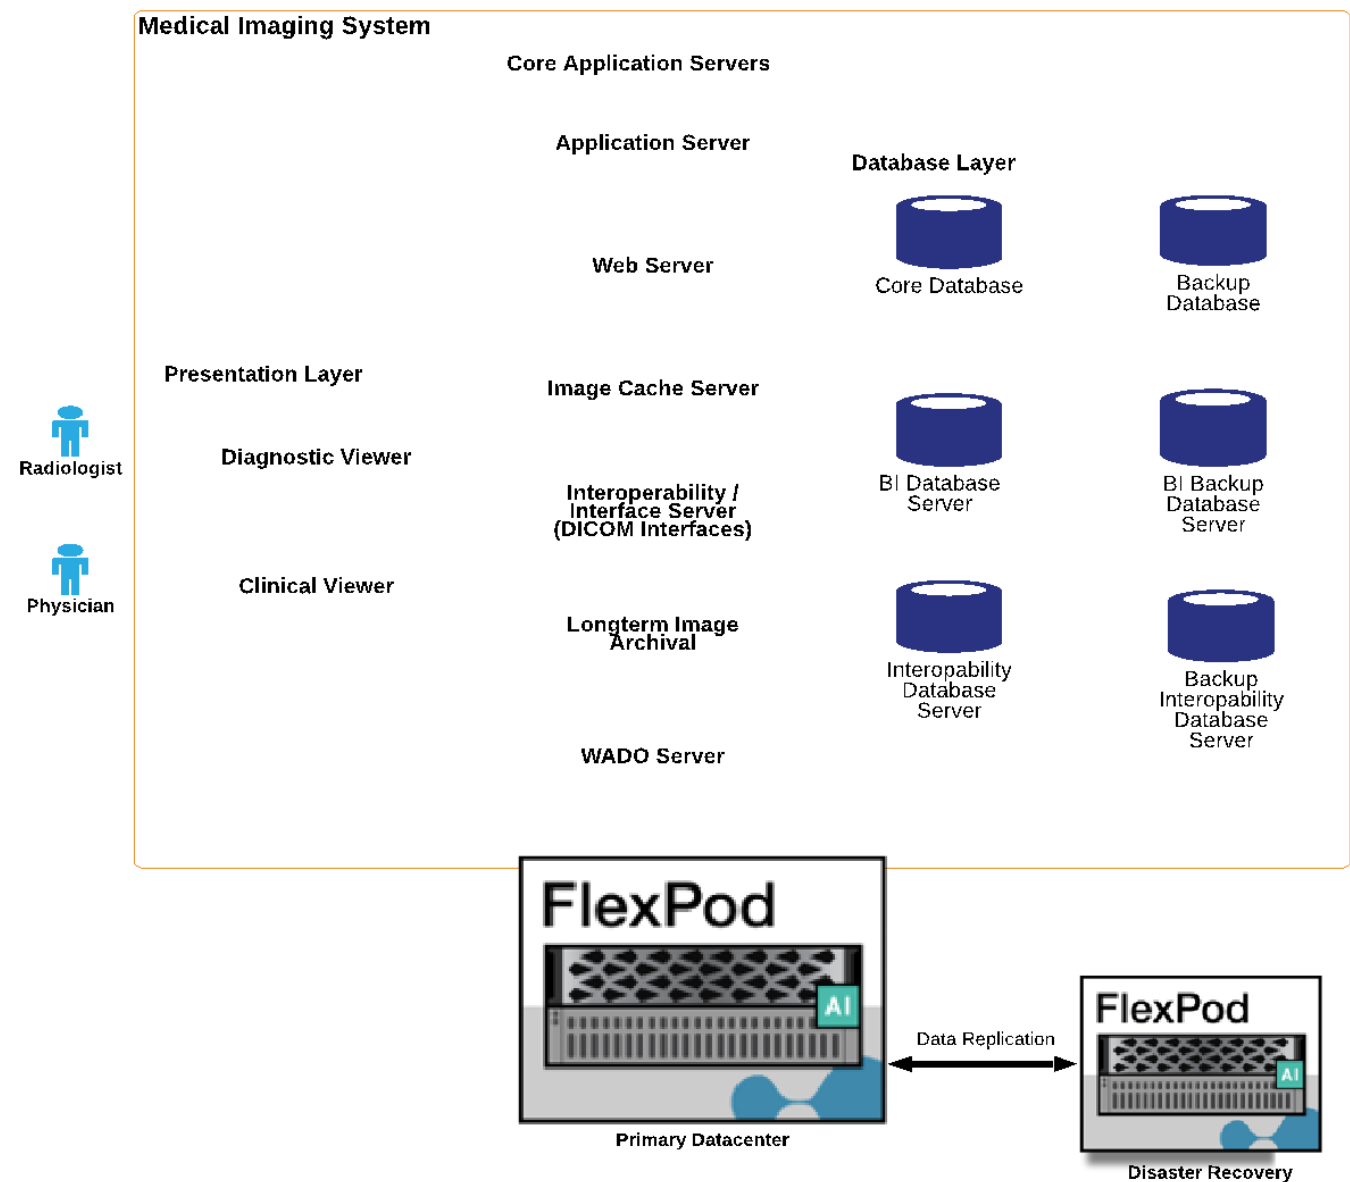 Medical Imaging System
Core Application Servers
Application Server
Database Layer
Web Server
Core Database
Backup
Database
Presentation Layer
Image Cache Server
Radiologist
Diagnostic Viewer
Interoperability /
Interface Server
(DICOM Interfaces)
BI Database
Server
BI Backup
Database
Server
Physician
Clinical Viewer
Longterm Image
Archival
Interopability
Database
Server
Backup
Interopability
Database
Server
WADO Server
FlexPod
AI
Primary Datacenter
Data Replication
FlexPod
AI
Disaster Recovery